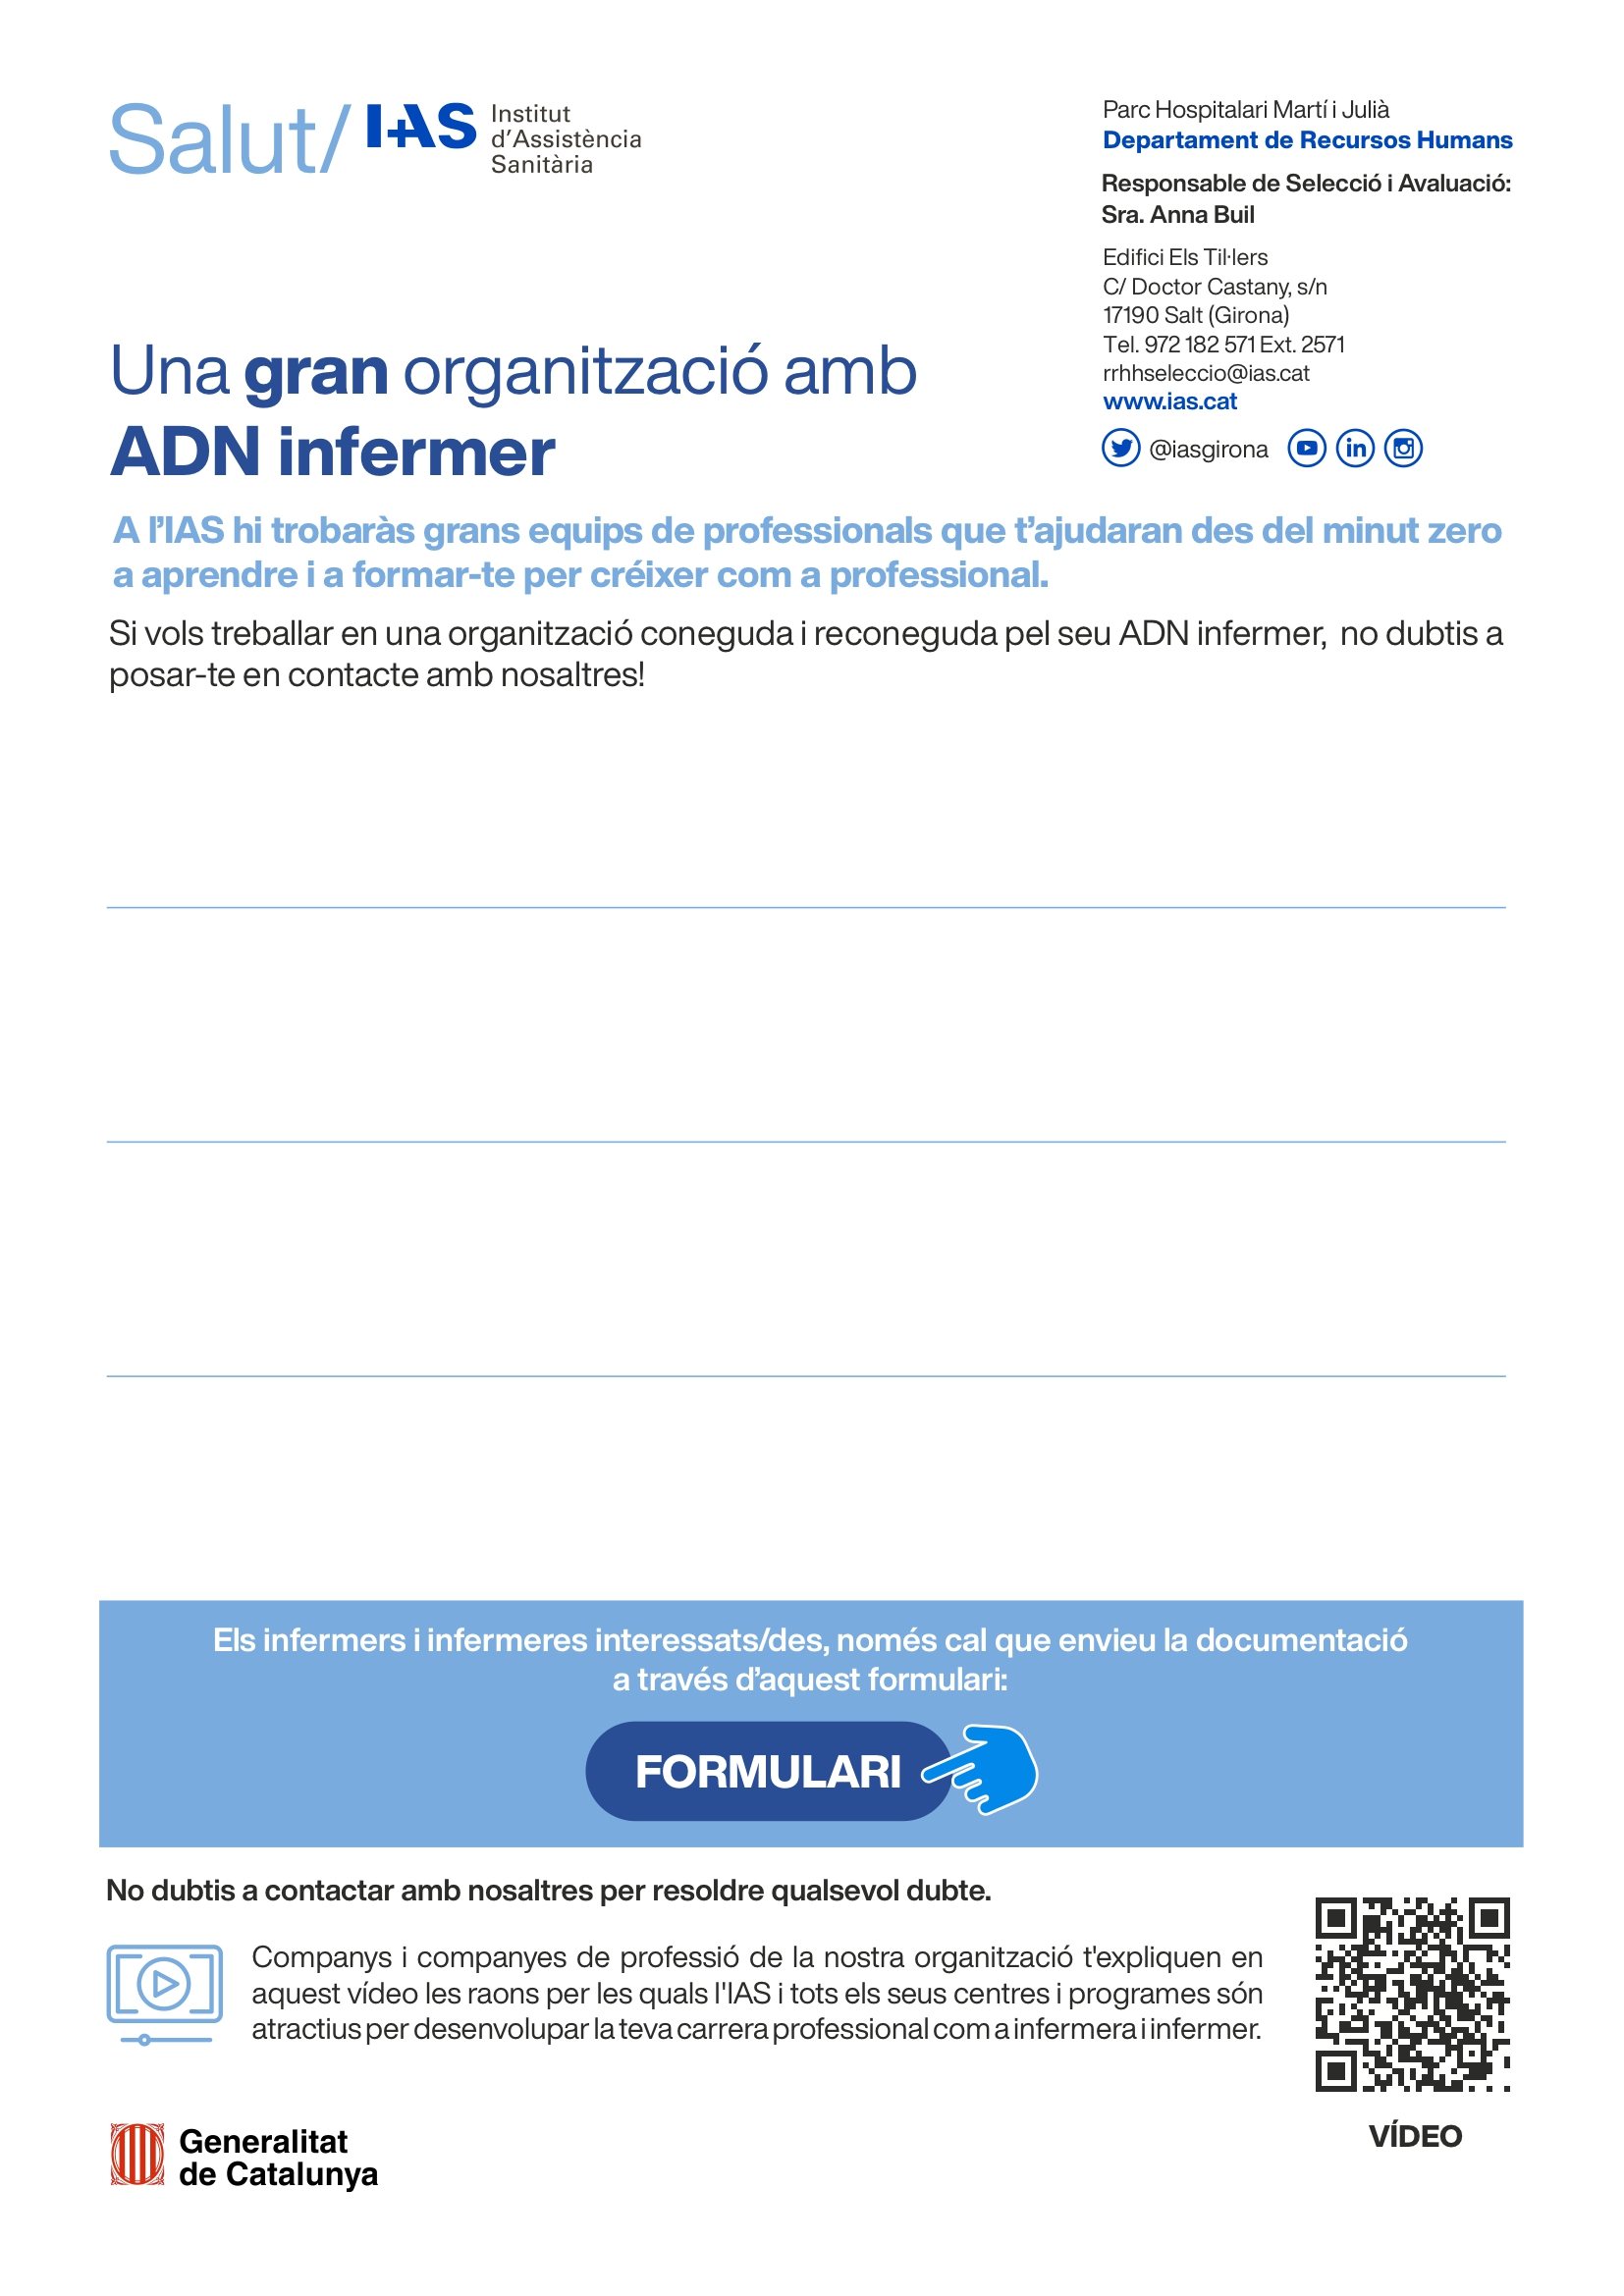 Salut/ IAS Institut
d'Assistència
Sanitària
Parc Hospitalari Martí i Julià
Departament de Recursos Humans
Responsable de Selecció i Avaluació:
Sra. Anna Buil
Edifici Els Til·lers
C/ Doctor Castany, s/n
17190 Salt (Girona)
Tel. 972 182 571 Ext. 2571
rrhhseleccio@ias.cat
www.ias.cat
@iasgirona
Una gran organització amb
ADN infermer
A l'IAS hi trobaràs grans equips de professionals que t'ajudaran des del minut zero
a aprendre i a formar-te per créixer com a professional.
Si vols treballar en una organització coneguda i reconeguda pel seu ADN infermer, no dubtis a
posar-te en contacte amb nosaltres!
Els infermers i infermeres interessats/des, només cal que envieu la documentació
a través d'aquest formulari:
FORMULARI
No dubtis a contactar amb nosaltres per resoldre qualsevol dubte.
Companys i companyes de professió de la nostra organització t'expliquen en
aquest vídeo les raons per les quals l'IAS i tots els seus centres i programes són
atractius per desenvolupar la teva carrera professional com a infermera i infermer.
VÍDEO
Generalitat
de Catalunya